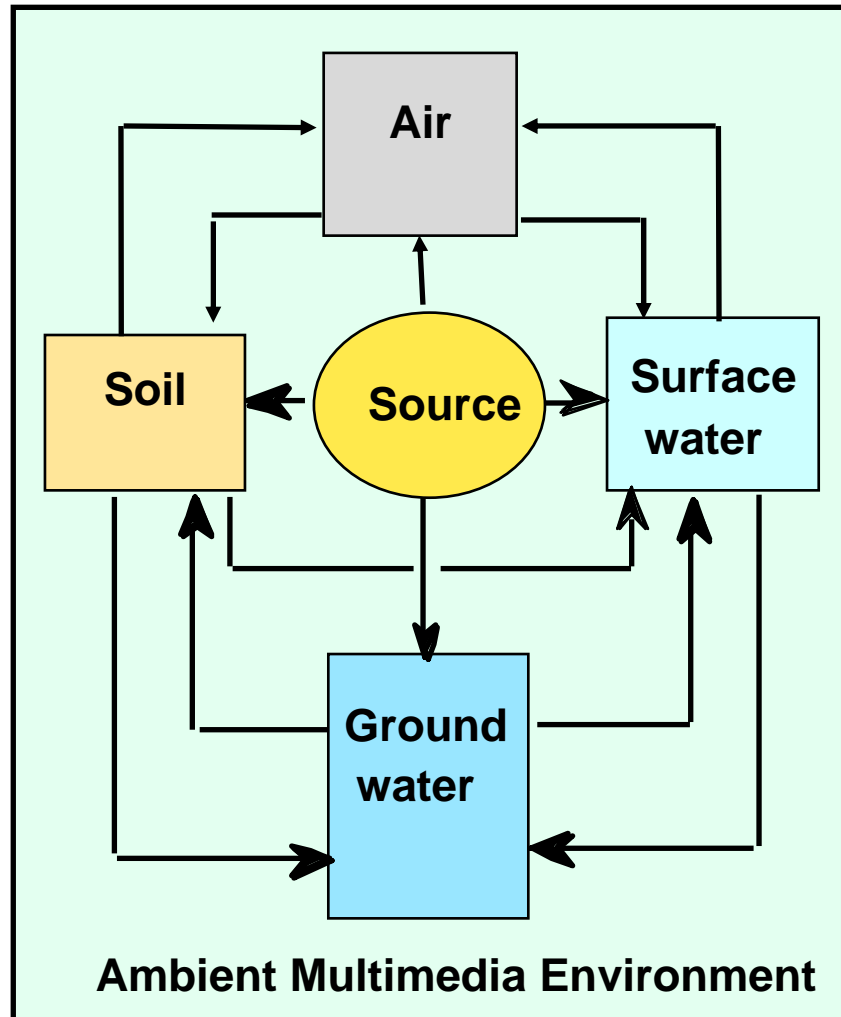 Air
Soil
Source
Surface
water
Ground
water
Ambient Multimedia Environment